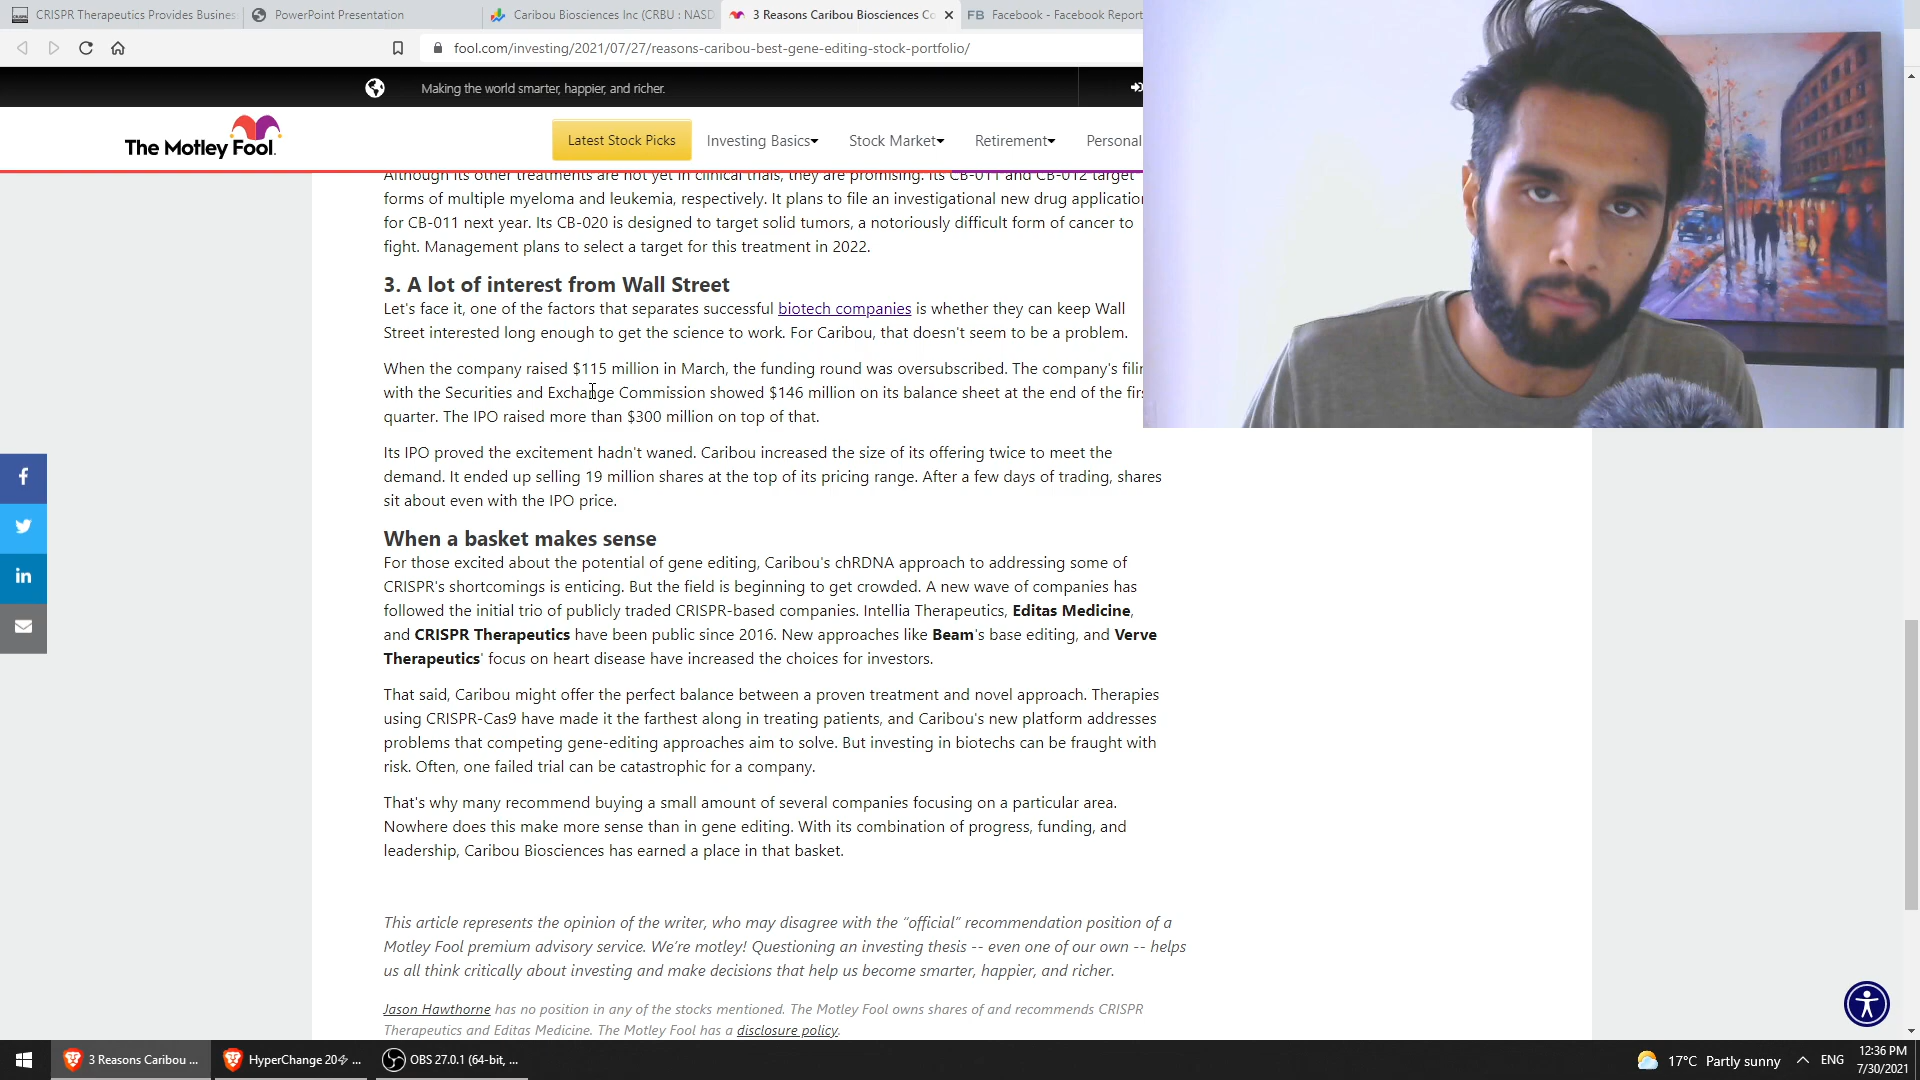 CRISPR Therapeutics Provides Busines
PowerPoint Presentation
Caribou Biosciences Inc (CRBU : NASD
3 Reasons Caribou Biosciences Co
FB Facebook - Facebook Report
fool.com/investing/2021/07/27/reasons-caribou-best-gene-editing-stock-portfolio/
Making the world smarter, happier, and richer.
The Motley Fool.
Latest Stock Picks
Investing Basics
Stock Market
Retirement
Personal
Although its other treatments are not yet in clinical trials, they are promising. Its CB-011 and CB-012 target
forms of multiple myeloma and leukemia, respectively. It plans to file an investigational new drug application
for CB-011 next year. Its CB-020 is designed to target solid tumors, a notoriously difficult form of cancer to
fight. Management plans to select a target for this treatment in 2022.
3. A lot of interest from Wall Street
Let's face it, one of the factors that separates successful biotech companies is whether they can keep Wall
Street interested long enough to get the science to work. For Caribou, that doesn't seem to be a problem.
When the company raised $115 million in March, the funding round was oversubscribed. The company's filin
with the Securities and Exchange Commission showed $146 million on its balance sheet at the end of the firs
quarter. The IPO raised more than $300 million on top of that.
Its IPO proved the excitement hadn't waned. Caribou increased the size of its offering twice to meet the
demand. It ended up selling 19 million shares at the top of its pricing range. After a few days of trading, shares
sit about even with the IPO price.
When a basket makes sense
For those excited about the potential of gene editing, Caribou's chRDNA approach to addressing some of
CRISPR's shortcomings is enticing. But the field is beginning to get crowded. A new wave of companies has
followed the initial trio of publicly traded CRISPR-based companies. Intellia Therapeutics, Editas Medicine,
and CRISPR Therapeutics have been public since 2016. New approaches like Beam's base editing, and Verve
Therapeutics' focus on heart disease have increased the choices for investors.
That said, Caribou might offer the perfect balance between a proven treatment and novel approach. Therapies
using CRISPR-Cas9 have made it the farthest along in treating patients, and Caribou's new platform addresses
problems that competing gene-editing approaches aim to solve. But investing in biotechs can be fraught with
risk. Often, one failed trial can be catastrophic for a company.
That's why many recommend buying a small amount of several companies focusing on a particular area.
Nowhere does this make more sense than in gene editing. With its combination of progress, funding, and
leadership, Caribou Biosciences has earned a place in that basket.
This article represents the opinion of the writer, who may disagree with the “official” recommendation position of a
Motley Fool premium advisory service. We’re motley! Questioning an investing thesis -- even one of our own -- helps
us all think critically about investing and make decisions that help us become smarter, happier, and richer.
Jason Hawthorne has no position in any of the stocks mentioned. The Motley Fool owns shares of and recommends CRISPR
Therapeutics and Editas Medicine. The Motley Fool has a disclosure policy.
3 Reasons Caribou ...
HyperChange 20⚡ ...
OBS 27.0.1 (64-bit, ...
17°C Partly sunny
ENG
12:36 PM
7/30/2021